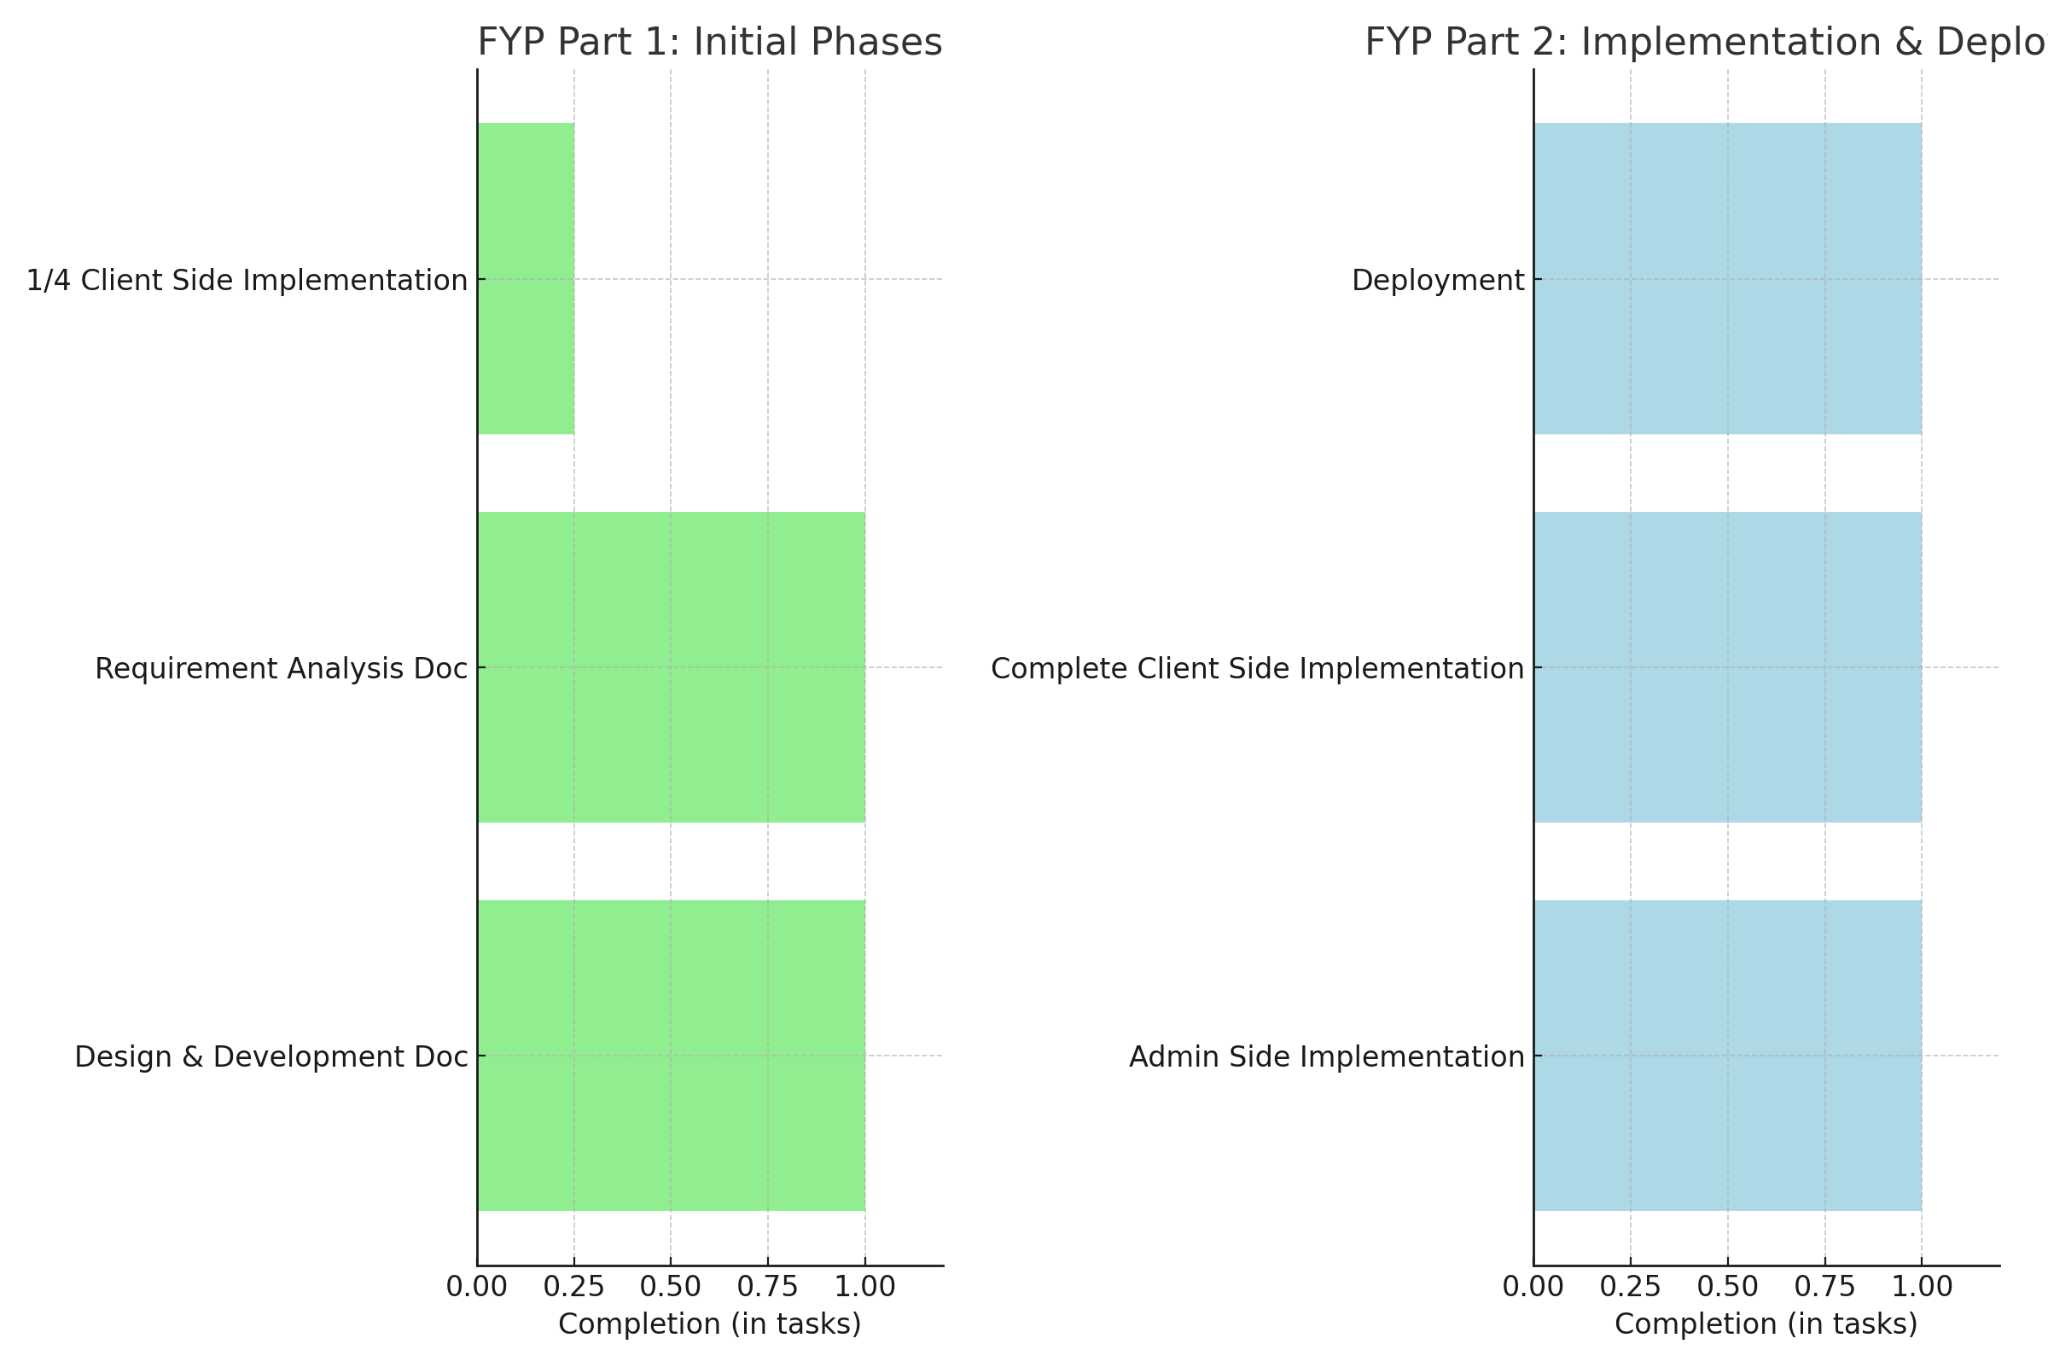 FYP Part 1: Initial Phases
1/4 Client Side Implementation
Requirement Analysis Doc
Design & Development Doc
0.00 0.25 0.50 0.75 1.00
Completion (in tasks)
FYP Part 2: Implementation & Deplo
Deployment
Complete Client Side Implementation
Admin Side Implementation
0.00 0.25 0.50 0.75 1.00
Completion (in tasks)